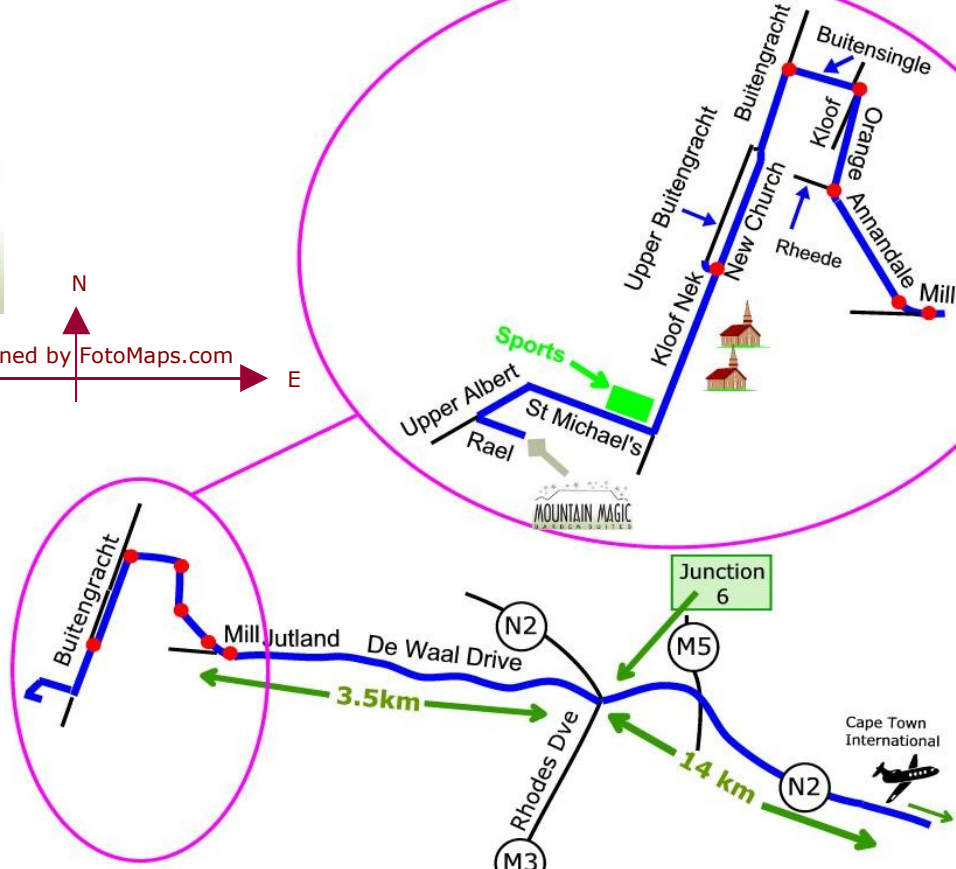 Buitengracht
Buitensingle
Kloof
Orange
Upper Buitengracht
New Church
Rheede
Annandale
Mill
Kloof Nek
N
ned by FotoMaps.com
E
Sports
Upper Albert
St Michael's
Rael
MOUNTAIN MAGIC
GARDEN SUITES
Junction
6
Buitengracht
N2
M5
Mill
Jutland
De Waal Drive
3.5km
Rhodes Dve
14 km
Cape Town
International
N2
M3